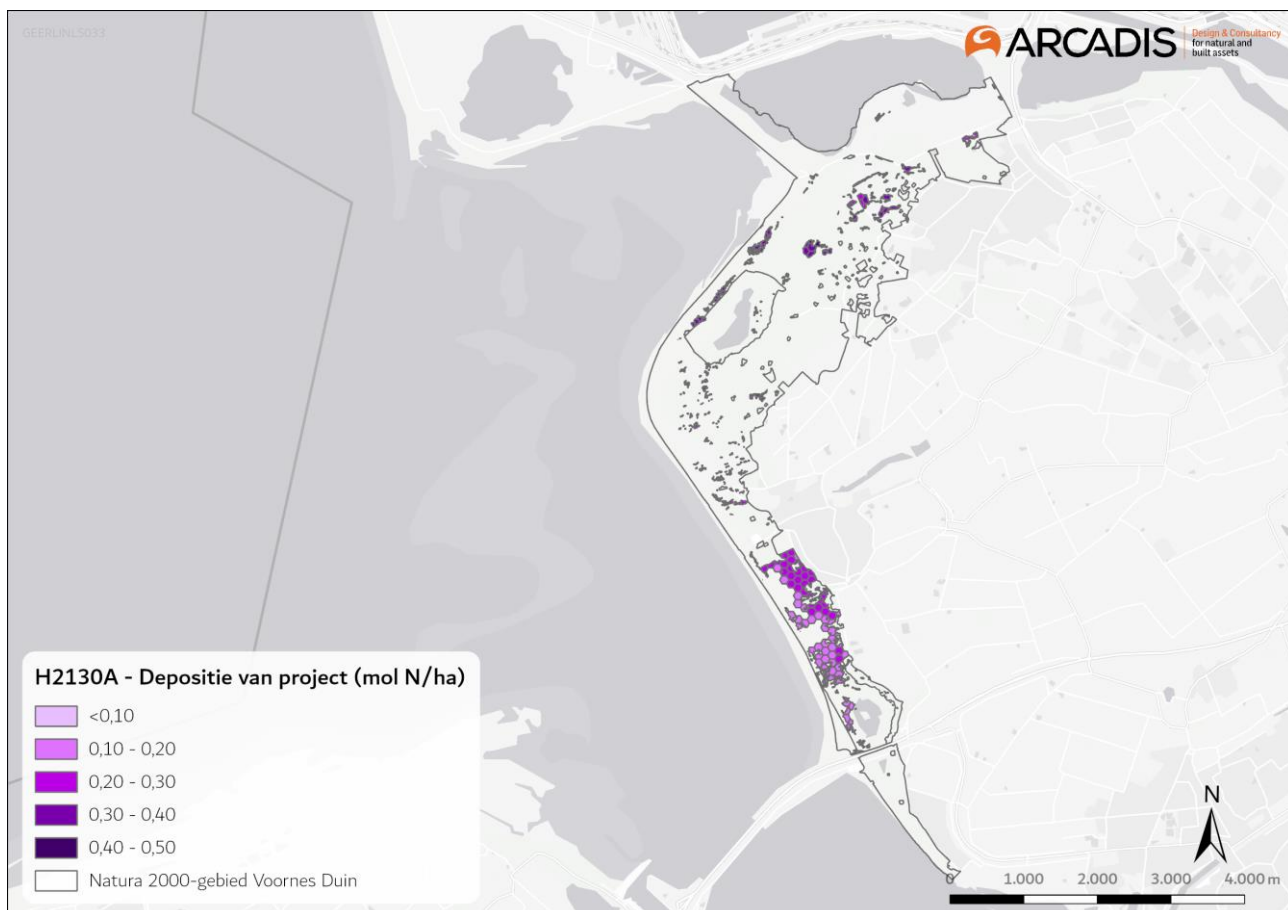 GEERLINL5033
ARCADIS
Design & Consultancy
for natural and
built assets
H2130A - Depositie van project (mol N/ha)
<0,10
0,10 - 0,20
0,20 - 0,30
0,30 - 0,40
0,40 - 0,50
Natura 2000-gebied Voornes Duin
N
0 1.000 2.000 3.000 4.000 m